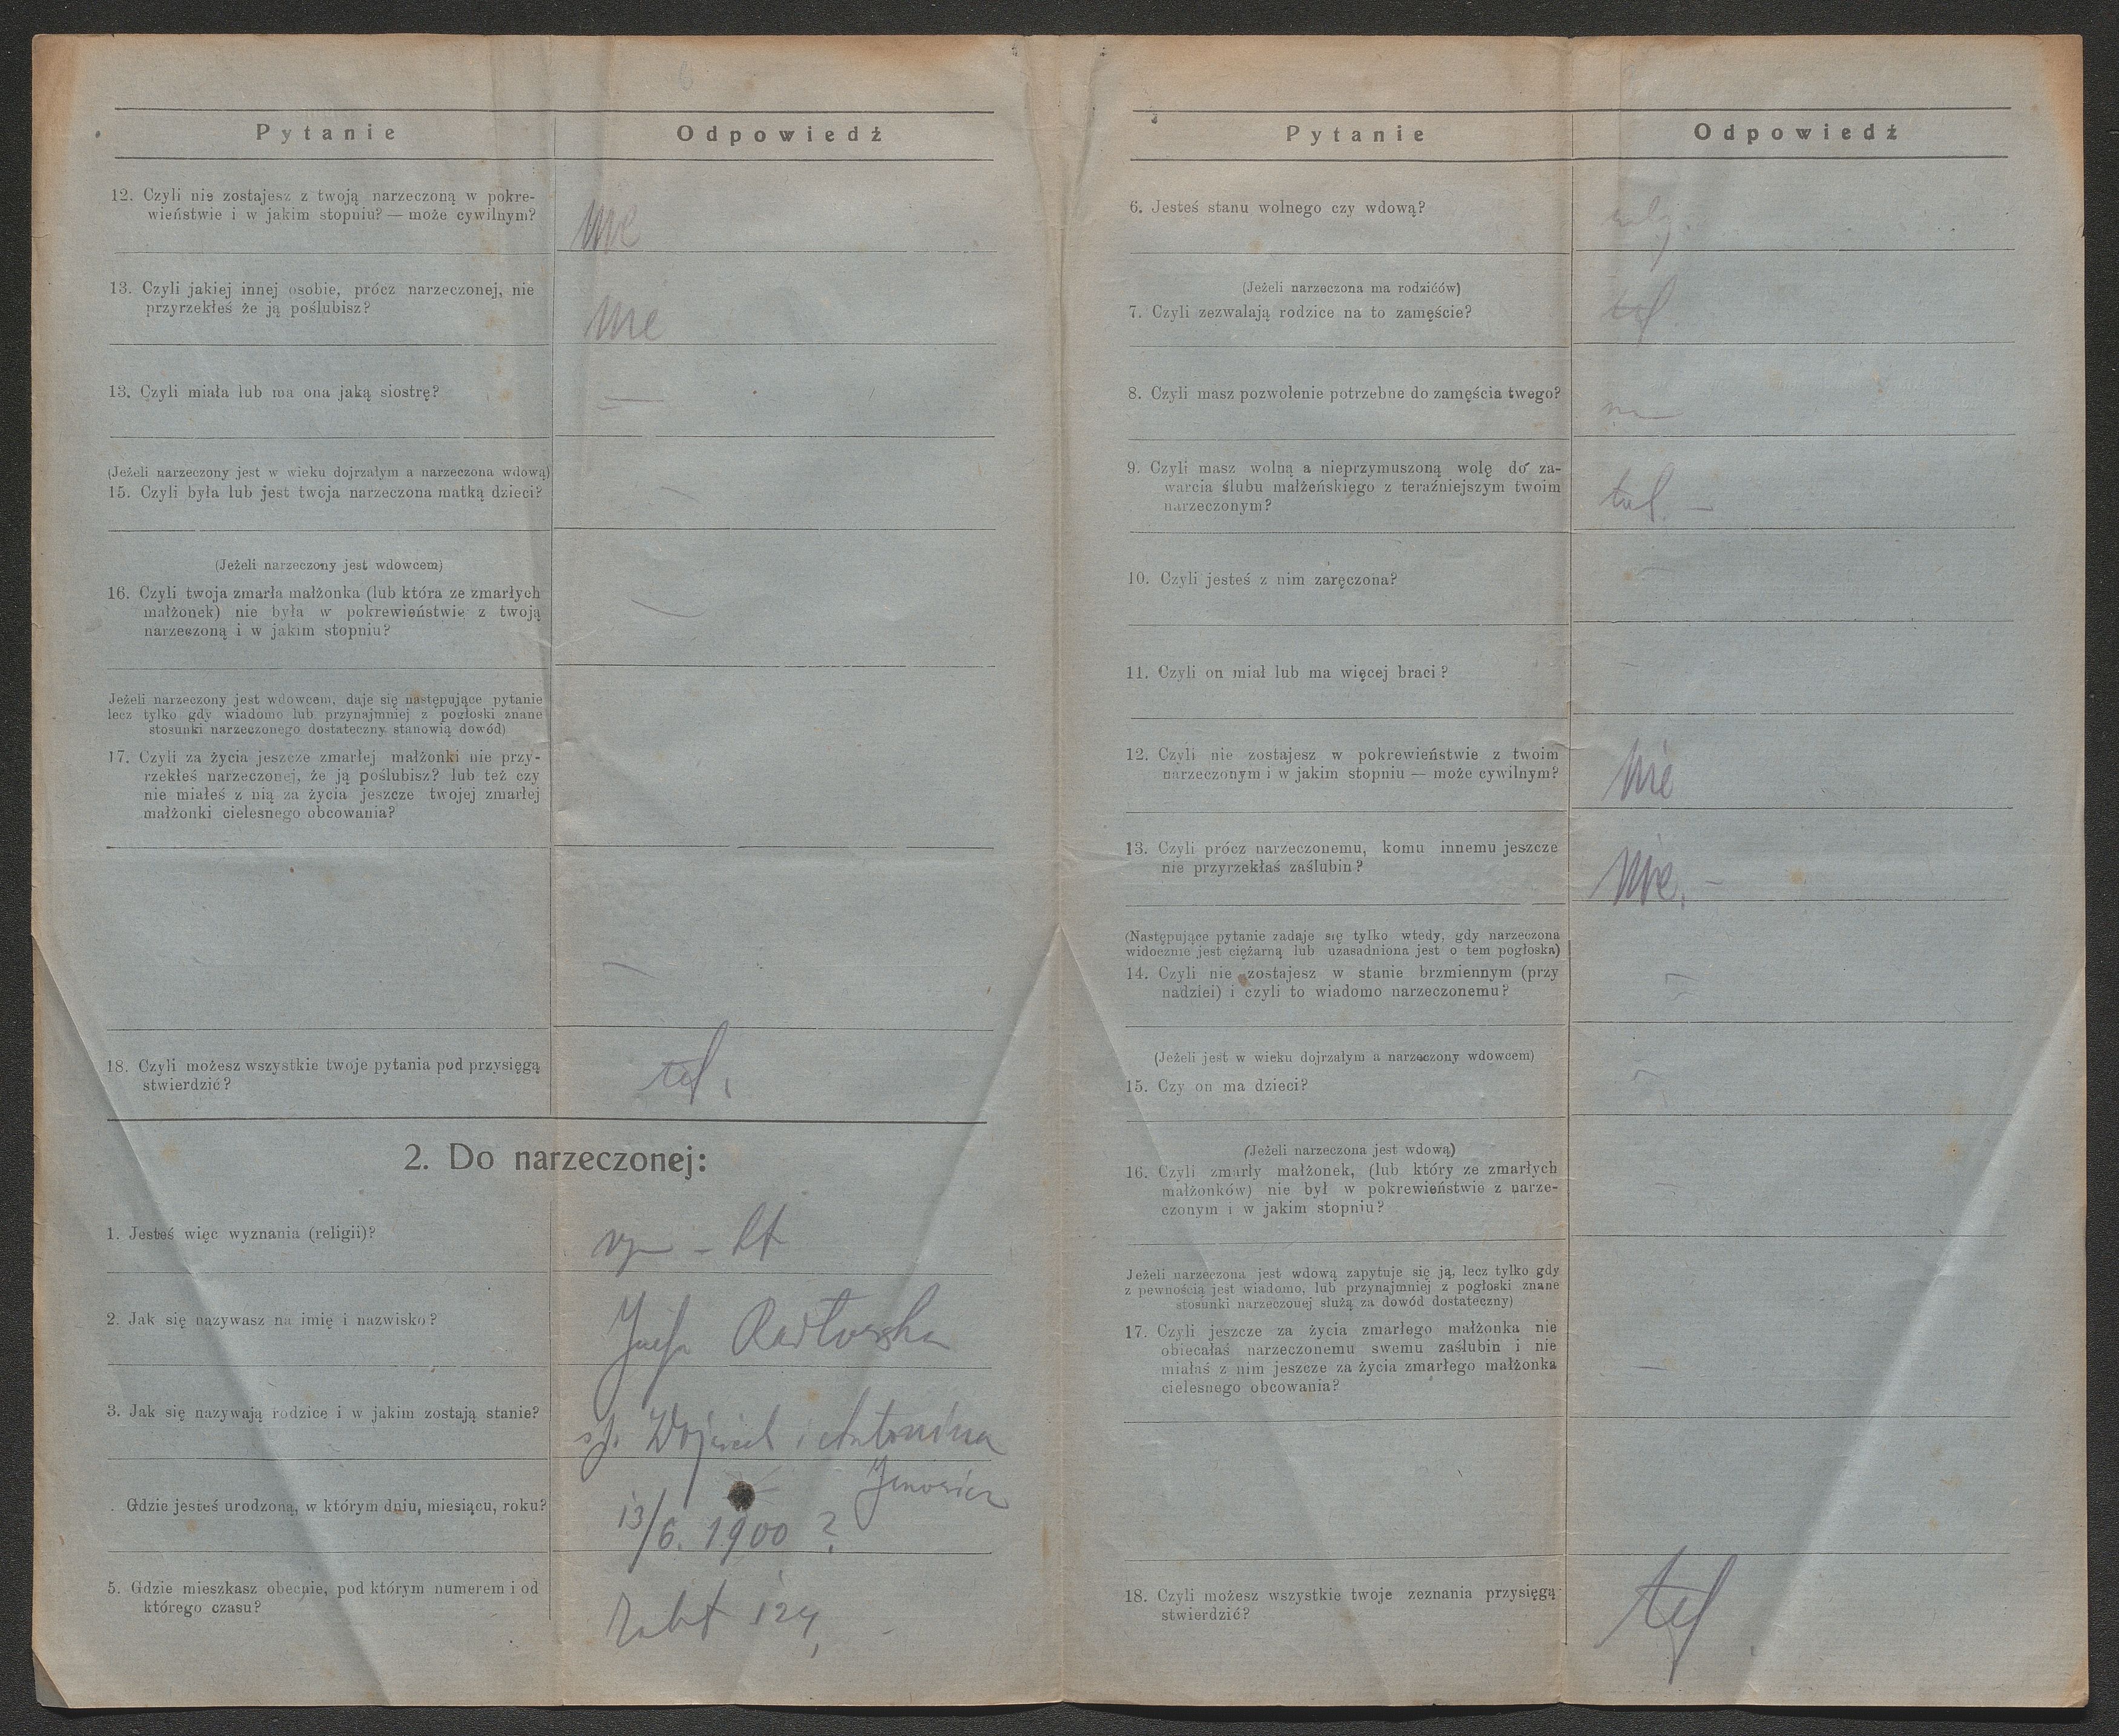 Pytanie
Odpowiedź
12. Czyli nie zostajesz z twoją narzeczoną w pokre-
wieństwie i w jakim stopniu? — może cywilnym?
nie
13. Czyli jakiej innej osobie, prócz narzeczonej, nie
przyrzekłeś że ją poślubisz?
nie
13. Czyli miała lub ma ona jaką siostrę?
—
(Jeżeli narzeczony jest w wieku dojrzałym a narzeczona wdową)
15. Czyli była lub jest twoja narzeczona matką dzieci?
—
(Jeżeli narzeczony jest wdowcem)
16. Czyli twoja zmarła małżonka (lub która ze zmarłych
małżonek) nie była w pokrewieństwie z twoją
narzeczoną i w jakim stopniu?
—
Jeżeli narzeczony jest wdowcem, daje się następujące pytanie
lecz tylko gdy wiadomo lub przynajmniej z pogłoski znane
stosunki narzeczonego dostateczny stanowią dowód)
17. Czyli za życia jeszcze zmarłej małżonki nie przy-
rzekłeś narzeczonej, że ją poślubisz? lub też czy
nie miałeś z nią za życia jeszcze twojej zmarłej
małżonki cielesnego obcowania?
—
18. Czyli możesz wszystkie twoje pytania pod przysięgą
stwierdzić?
2. Do narzeczonej:
1. Jesteś więc wyznania (religii)?
2. Jak się nazywasz na imię i nazwisko?
3. Jak się nazywają rodzice i w jakim zostają stanie?
Wojciech i Antonina
. Gdzie jesteś urodzoną, w którym dniu, miesiącu, roku?
13/6. 1900 ?
5. Gdzie mieszkasz obecnie, pod którym numerem i od
którego czasu?
Pytanie
Odpowiedź
6. Jesteś stanu wolnego czy wdową?
(Jeżeli narzeczona ma rodzićów)
7. Czyli zezwalają rodzice na to zamęście?
8. Czyli masz pozwolenie potrzebne do zamęścia twego?
9. Czyli masz wolną a nieprzymuszoną wolę do za-
warcia ślubu małżeńskiego z teraźniejszym twoim
narzeczonym?
10. Czyli jesteś z nim zaręczona?
—
11. Czyli on miał lub ma więcej braci?
—
12. Czyli nie zostajesz w pokrewieństwie z twoim
narzeczonym i w jakim stopniu — może cywilnym?
nie
13. Czyli prócz narzeczonemu, komu innemu jeszcze
nie przyrzekłaś zaślubin?
nie. —
(Następujące pytanie zadaje się tylko wtedy, gdy narzeczona
widocznie jest ciężarną lub uzasadniona jest o tem pogłoska)
14. Czyli nie zostajesz w stanie brzmiennym (przy
nadziei) i czyli to wiadomo narzeczonemu?
(Jeżeli jest w wieku dojrzałym a narzeczony wdowcem)
15. Czy on ma dzieci?
(Jeżeli narzeczona jest wdową)
16. Czyli zmarły małżonek, (lub który ze zmarłych
małżonków) nie był w pokrewieństwie z narze-
czonym i w jakim stopniu?
—
Jeżeli narzeczona jest wdową zapytuje się ją, lecz tylko gdy
z pewnością jest wiadomo, lub przynajmniej z pogłoski znane
stosunki narzeczonej służą za dowód dostateczny)
17. Czyli jeszcze za życia zmarłego małżonka nie
obiecałaś narzeczonemu swemu zaślubin i nie
miałaś z nim jeszcze za życia zmarłego małżonka
cielesnego obcowania?
—
18. Czyli możesz wszystkie twoje zeznania przysięgą
stwierdzić?